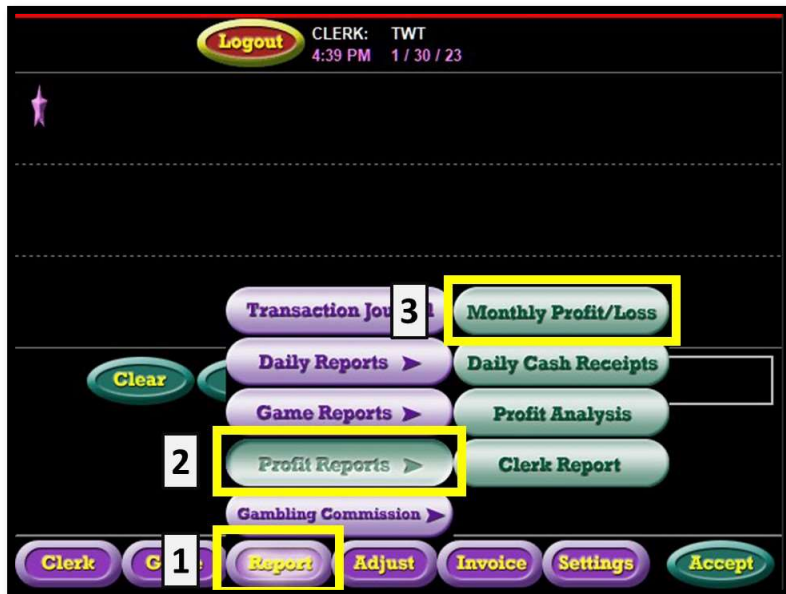 Logout
CLERK: TWT
4:39 PM 1 / 30 / 23
3
Monthly Profit/Loss
Transaction
Clear
Daily Reports
Daily Cash Receipts
Game Reports
Profit Analysis
2
Profit Reports
Clerk Report
Gambling Commission
1
Clerk
Report
Adjust
Invoice
Settings
Accept